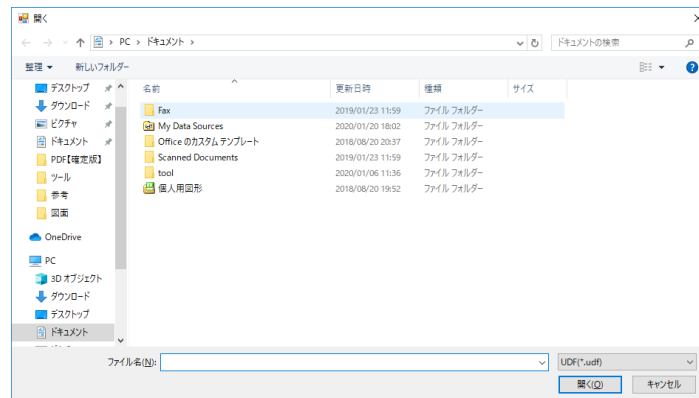 開く
PC › ドキュメント ›
ドキュメントの検索
整理 新しいフォルダー
名前 更新日時 種類 サイズ
デスクトップ
ダウンロード
ピクチャ
ドキュメント
PDF【確定版】
ツール
参考
図面
OneDrive
PC
3D オブジェクト
ダウンロード
デスクトップ
ドキュメント
Fax 2019/01/23 11:59 ファイル フォルダー
My Data Sources 2020/01/20 18:02 ファイル フォルダー
Office のカスタム テンプレート 2018/08/20 20:37 ファイル フォルダー
Scanned Documents 2019/01/23 11:59 ファイル フォルダー
tool 2020/01/06 11:36 ファイル フォルダー
個人用図形 2018/08/20 19:52 ファイル フォルダー
ファイル名(N): UDF(*.udf)
開く(O) キャンセル